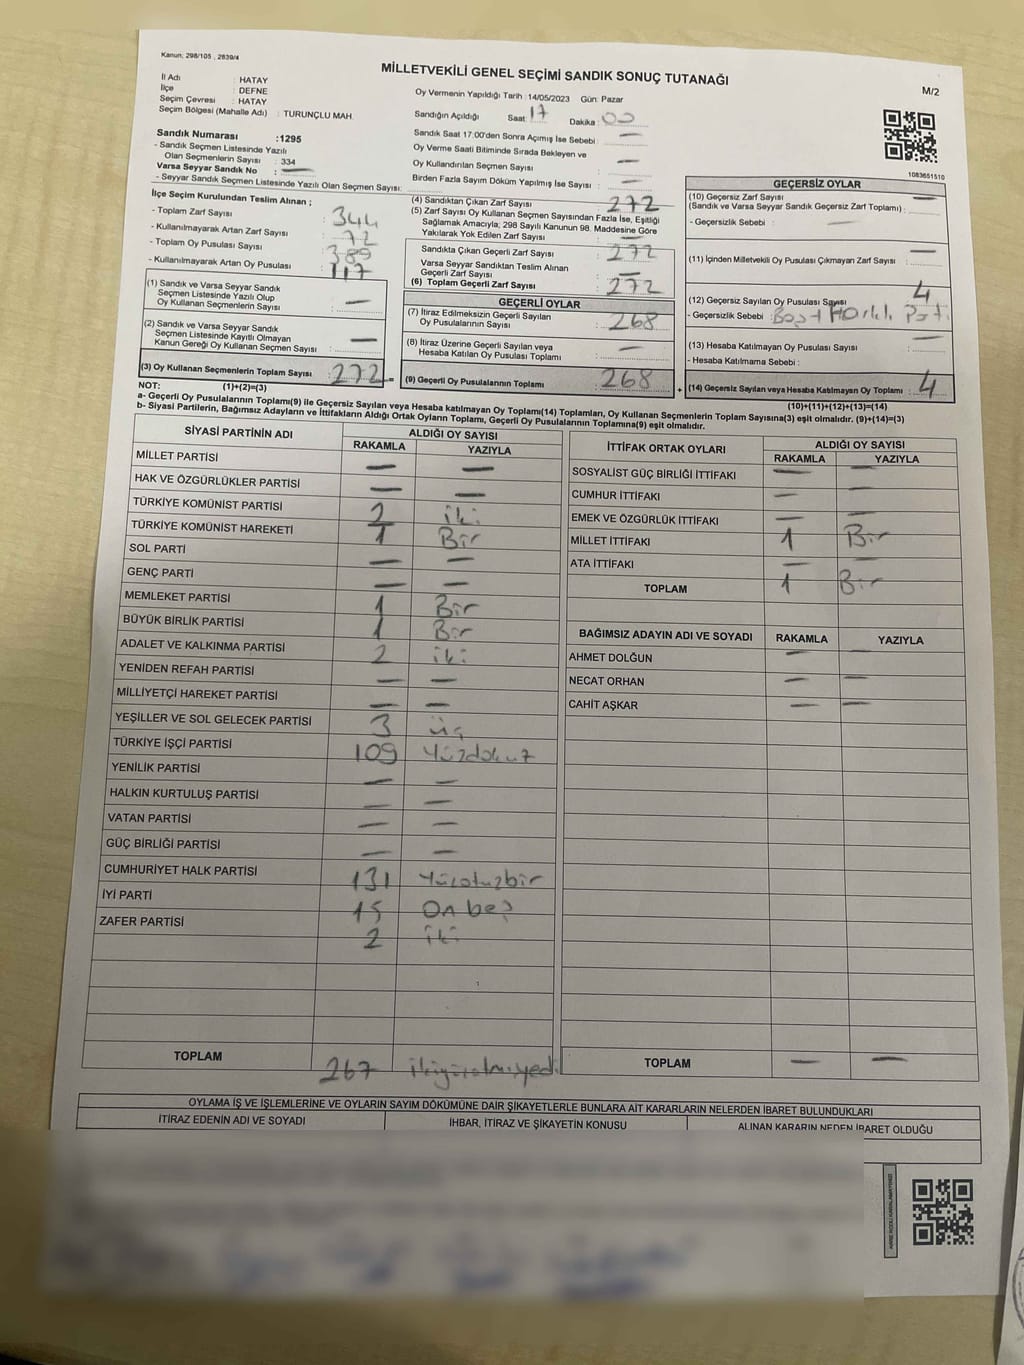 Kanun; 298/105 , 2839/4
MİLLETVEKİLİ GENEL SEÇİMİ SANDIK SONUÇ TUTANAĞI
M/2
İl Adı : HATAY
İlçe : DEFNE
Seçim Çevresi : HATAY
Seçim Bölgesi (Mahalle Adı) : TURUNÇLU MAH.
Sandık Numarası :1295
- Sandık Seçmen Listesinde Yazılı
Olan Seçmenlerin Sayısı : 334
Varsa Seyyar Sandık No : —
- Seyyar Sandık Seçmen Listesinde Yazılı Olan Seçmen Sayısı:
Oy Vermenin Yapıldığı Tarih : 14/05/2023 Gün: Pazar
Sandığın Açıldığı Saat: 17 Dakika : 00
Sandık Saat 17:00'den Sonra Açımış İse Sebebi : —
Oy Verme Saati Bitiminde Sırada Bekleyen ve
Oy Kullandırılan Seçmen Sayısı : —
Birden Fazla Sayım Döküm Yapılmış İse Sayısı : —
1083651510
İlçe Seçim Kurulundan Teslim Alınan ;
- Toplam Zarf Sayısı : 344
- Kullanılmayarak Artan Zarf Sayısı : 72
- Toplam Oy Pusulası Sayısı : 389
- Kullanılmayarak Artan Oy Pusulası : 117
(1) Sandık ve Varsa Seyyar Sandık
Seçmen Listesinde Yazılı Olup
Oy Kullanan Seçmenlerin Sayısı : —
(2) Sandık ve Varsa Seyyar Sandık
Seçmen Listesinde Kayıtlı Olmayan
Kanun Gereği Oy Kullanan Seçmen Sayısı : —
(3) Oy Kullanan Seçmenlerin Toplam Sayısı : 272
(4) Sandıktan Çıkan Zarf Sayısı : 272
(5) Zarf Sayısı Oy Kullanan Seçmen Sayısından Fazla İse, Eşitliği
Sağlamak Amacıyla; 298 Sayılı Kanunun 98. Maddesine Göre
Yakılarak Yok Edilen Zarf Sayısı : —
Sandıkta Çıkan Geçerli Zarf Sayısı : 272
Varsa Seyyar Sandıktan Teslim Alınan
Geçerli Zarf Sayısı : —
(6) Toplam Geçerli Zarf Sayısı : 272
GEÇERLİ OYLAR
(7) İtiraz Edilmeksizin Geçerli Sayılan
Oy Pusulalarının Sayısı : 268
(8) İtiraz Üzerine Geçerli Sayılan veya
Hesaba Katılan Oy Pusulası Toplamı : —
(9) Geçerli Oy Pusulalarının Toplamı : 268
GEÇERSİZ OYLAR
(10) Geçersiz Zarf Sayısı : —
(Sandık ve Varsa Seyyar Sandık Geçersiz Zarf Toplamı) :
- Geçersizlik Sebebi : —
(11) İçinden Milletvekili Oy Pusulası Çıkmayan Zarf Sayısı : —
(12) Geçersiz Sayılan Oy Pusulası Sayısı : 4
- Geçersizlik Sebebi :
(13) Hesaba Katılmayan Oy Pusulası Sayısı : —
- Hesaba Katılmama Sebebi :
+ (14) Geçersiz Sayılan veya Hesaba Katılmayan Oy Toplamı : 4
NOT: (1)+(2)=(3)
(10)+(11)+(12)+(13)=(14)
a- Geçerli Oy Pusulalarının Toplamı(9) ile Geçersiz Sayılan veya Hesaba katılmayan Oy Toplamı(14) Toplamları, Oy Kullanan Seçmenlerin Toplam Sayısına(3) eşit olmalıdır. (9)+(14)=(3)
b- Siyasi Partilerin, Bağımsız Adayların ve İttifakların Aldığı Ortak Oyların Toplamı, Geçerli Oy Pusulalarının Toplamına(9) eşit olmalıdır.
SİYASİ PARTİNİN ADI ALDIĞI OY SAYISI
RAKAMLA YAZIYLA
MİLLET PARTİSİ — —
HAK VE ÖZGÜRLÜKLER PARTİSİ — —
TÜRKİYE KOMÜNİST PARTİSİ 2 iki
TÜRKİYE KOMÜNİST HAREKETİ 1 Bir
SOL PARTİ — —
GENÇ PARTİ — —
MEMLEKET PARTİSİ 1 Bir
BÜYÜK BİRLİK PARTİSİ 1 Bir
ADALET VE KALKINMA PARTİSİ 2 iki
YENİDEN REFAH PARTİSİ — —
MİLLİYETÇİ HAREKET PARTİSİ — —
YEŞİLLER VE SOL GELECEK PARTİSİ 3 üç
TÜRKİYE İŞÇİ PARTİSİ 109 Yüzdokuz
YENİLİK PARTİSİ — —
HALKIN KURTULUŞ PARTİSİ — —
VATAN PARTİSİ — —
GÜÇ BİRLİĞİ PARTİSİ — —
CUMHURİYET HALK PARTİSİ 131 Yüzotuzbir
İYİ PARTİ 15 On beş
ZAFER PARTİSİ 2 iki
TOPLAM 267 ikiyüzaltmışyedi
İTTİFAK ORTAK OYLARI ALDIĞI OY SAYISI
RAKAMLA YAZIYLA
SOSYALİST GÜÇ BİRLİĞİ İTTİFAKI — —
CUMHUR İTTİFAKI — —
EMEK VE ÖZGÜRLÜK İTTİFAKI — —
MİLLET İTTİFAKI 1 Bir
ATA İTTİFAKI — —
TOPLAM 1 Bir
BAĞIMSIZ ADAYIN ADI VE SOYADI RAKAMLA YAZIYLA
AHMET DOLĞUN — —
NECAT ORHAN — —
CAHİT AŞKAR — —
TOPLAM — —
OYLAMA İŞ VE İŞLEMLERİNE VE OYLARIN SAYIM DÖKÜMÜNE DAİR ŞİKAYETLERLE BUNLARA AİT KARARLARIN NELERDEN İBARET BULUNDUKLARI
İTİRAZ EDENİN ADI VE SOYADI İHBAR, İTİRAZ VE ŞİKAYETİN KONUSU ALINAN KARARIN NEDEN İBARET OLDUĞU